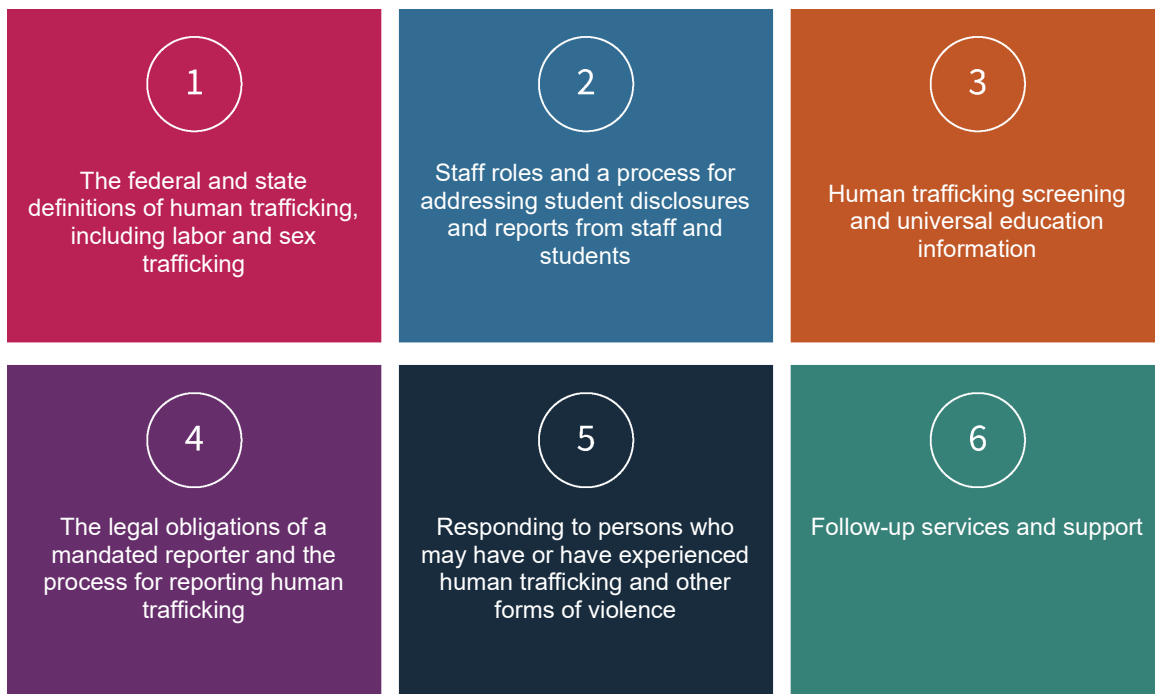 1
The federal and state
definitions of human trafficking,
including labor and sex
trafficking
2
Staff roles and a process for
addressing student disclosures
and reports from staff and
students
3
Human trafficking screening
and universal education
information
4
The legal obligations of a
mandated reporter and the
process for reporting human
trafficking
5
Responding to persons who
may have or have experienced
human trafficking and other
forms of violence
6
Follow-up services and support